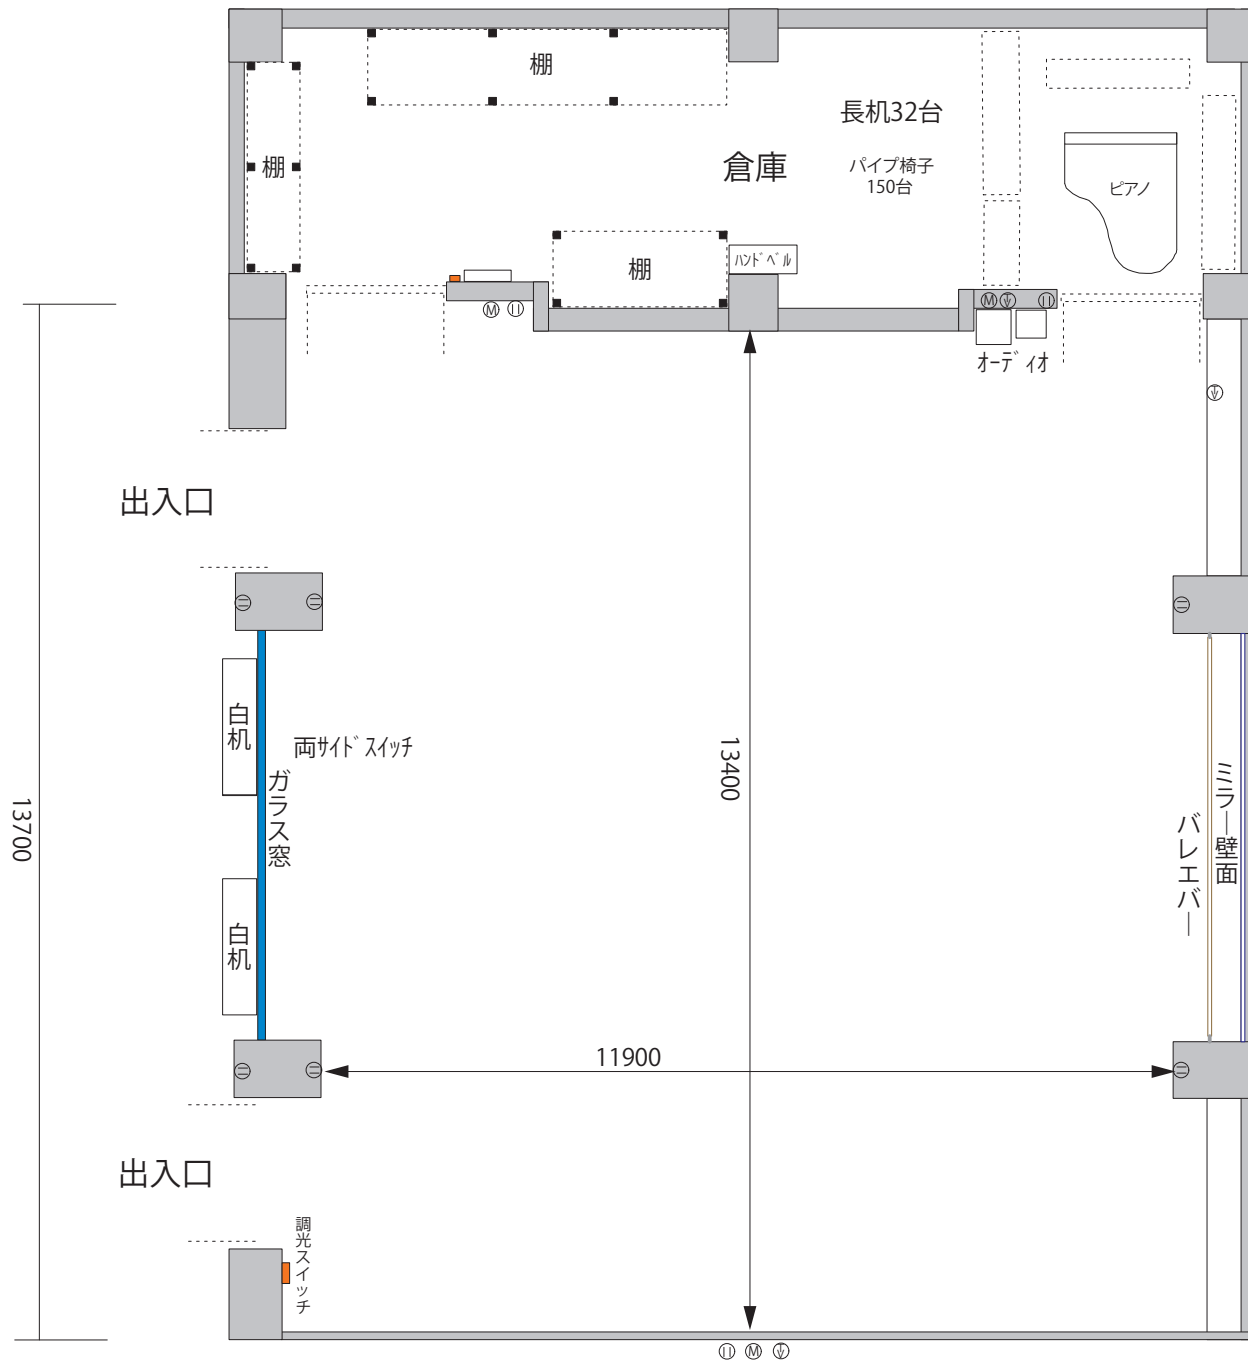 棚
長机32台
棚
倉庫
パイプ椅子
150台
ピアノ
棚
ﾊﾝﾄﾞﾍﾞﾙ
M
M
ｵｰﾃﾞｨｵ
出入口
白机
両ｻｲﾄﾞｽｲｯﾁ
ガラス窓
13400
ミラー壁面
バレエバー
13700
白机
11900
出入口
調光スイッチ
M